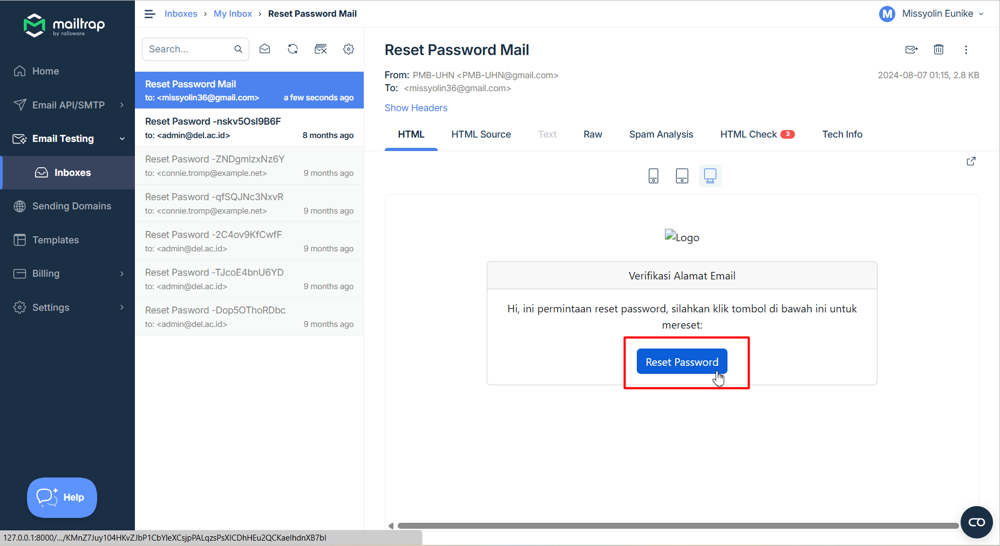 mailtrap
by railsware
Home
Email API/SMTP
Email Testing
Inboxes
Sending Domains
Templates
Billing
Settings
Help
Inboxes › My Inbox › Reset Password Mail
M Missyolin Eunike
Search...
Reset Password Mail
to: <missyolin36@gmail.com> a few seconds ago
Reset Pasword -nskv5Osl9B6F
to: <admin@del.ac.id> 8 months ago
Reset Pasword -ZNDgmlzxNz6Y
to: <connie.tromp@example.net> 9 months ago
Reset Pasword -qfSQJNc3NxvR
to: <connie.tromp@example.net> 9 months ago
Reset Pasword -2C4ov9KfCwfF
to: <admin@del.ac.id> 9 months ago
Reset Pasword -TJcoE4bnU6YD
to: <admin@del.ac.id> 9 months ago
Reset Pasword -Dop5OThoRDbc
to: <admin@del.ac.id> 9 months ago
Reset Password Mail
From: PMB-UHN <PMB-UHN@gmail.com> 2024-08-07 01:15, 2.8 KB
To: <missyolin36@gmail.com>
Show Headers
HTML HTML Source Text Raw Spam Analysis HTML Check 3 Tech Info
Logo
Verifikasi Alamat Email
Hi, ini permintaan reset password, silahkan klik tombol di bawah ini untuk
mereset:
Reset Password
127.0.0.1:8000/.../KMnZ7Juy104HKvZJbP1CbYleXCsjpPALqzsPsXICDhHEu2QCKaelhdnXB7bI